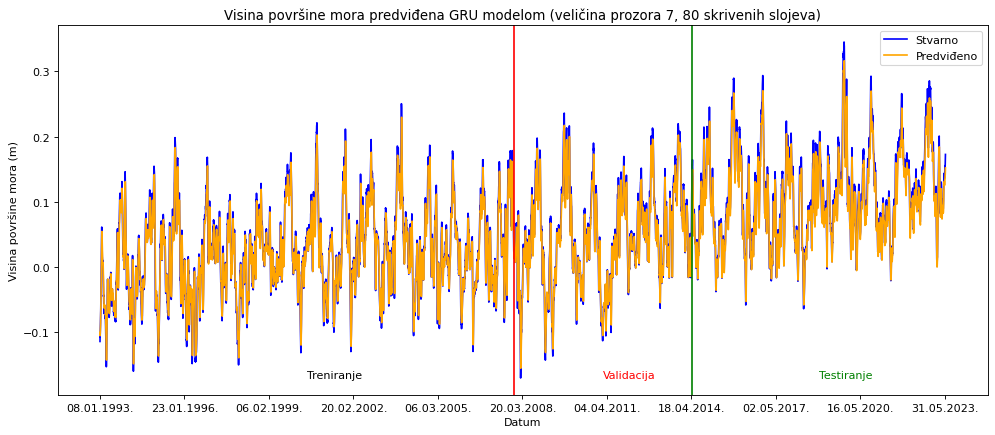 Visina površine mora predviđena GRU modelom (veličina prozora 7, 80 skrivenih slojeva)
Stvarno
Predviđeno
Visina površine mora (m)
0.3
0.2
0.1
0.0
−0.1
Treniranje
Validacija
Testiranje
08.01.1993. 23.01.1996. 06.02.1999. 20.02.2002. 06.03.2005. 20.03.2008. 04.04.2011. 18.04.2014. 02.05.2017. 16.05.2020. 31.05.2023.
Datum